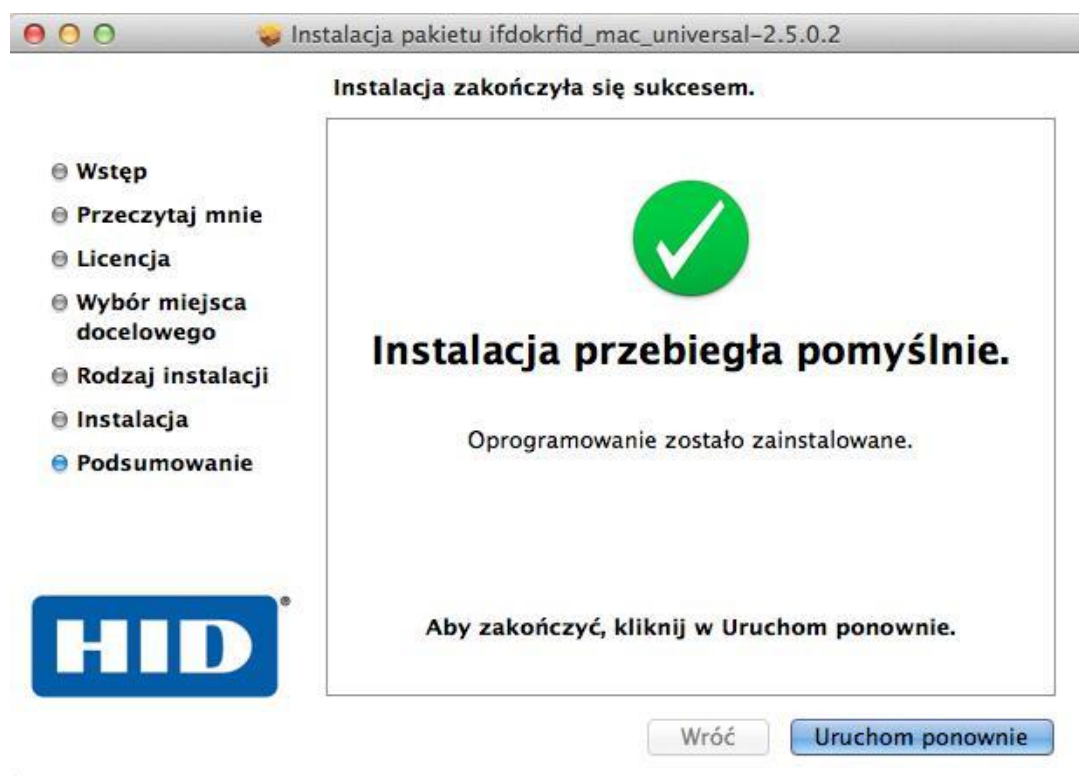 Instalacja pakietu ifdokrfid_mac_universal-2.5.0.2
Instalacja zakończyła się sukcesem.
Wstęp
Przeczytaj mnie
Licencja
Wybór miejsca
docelowego
Rodzaj instalacji
Instalacja
Podsumowanie
Instalacja przebiegła pomyślnie.
Oprogramowanie zostało zainstalowane.
Aby zakończyć, kliknij w Uruchom ponownie.
HID®
Wróć
Uruchom ponownie